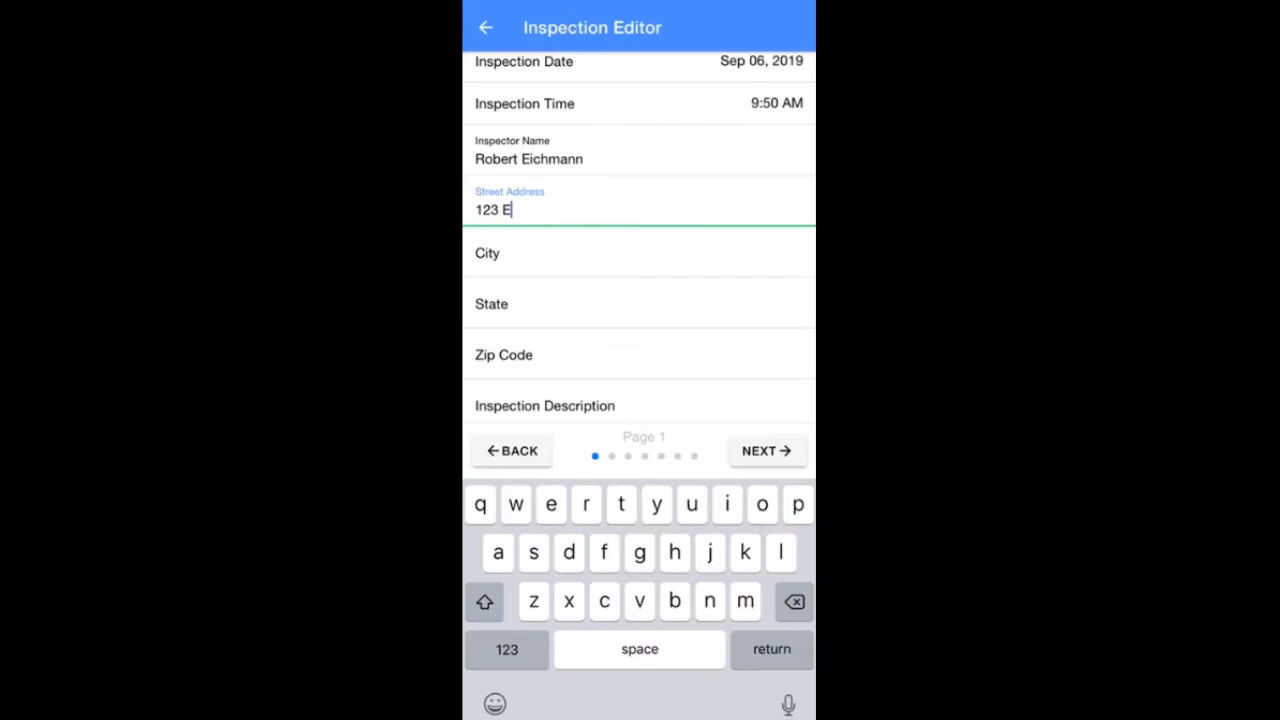 Inspection Editor
Inspection Date Sep 06, 2019
Inspection Time 9:50 AM
Inspector Name
Robert Eichmann
Street Address
123 E
City
State
Zip Code
Inspection Description
Page 1
BACK NEXT
q w e r t y u i o p
a s d f g h j k l
z x c v b n m
123 space return